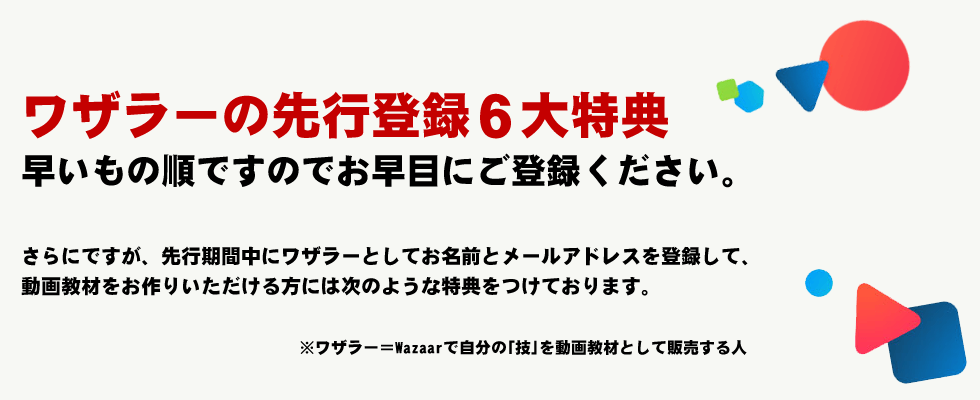 ワザラーの先行登録６大特典
早いもの順ですのでお早目にご登録ください。
さらにですが、先行期間中にワザラーとしてお名前とメールアドレスを登録して、
動画教材をお作りいただける方には次のような特典をつけております。
※ワザラー＝Wazaarで自分の「技」を動画教材として販売する人